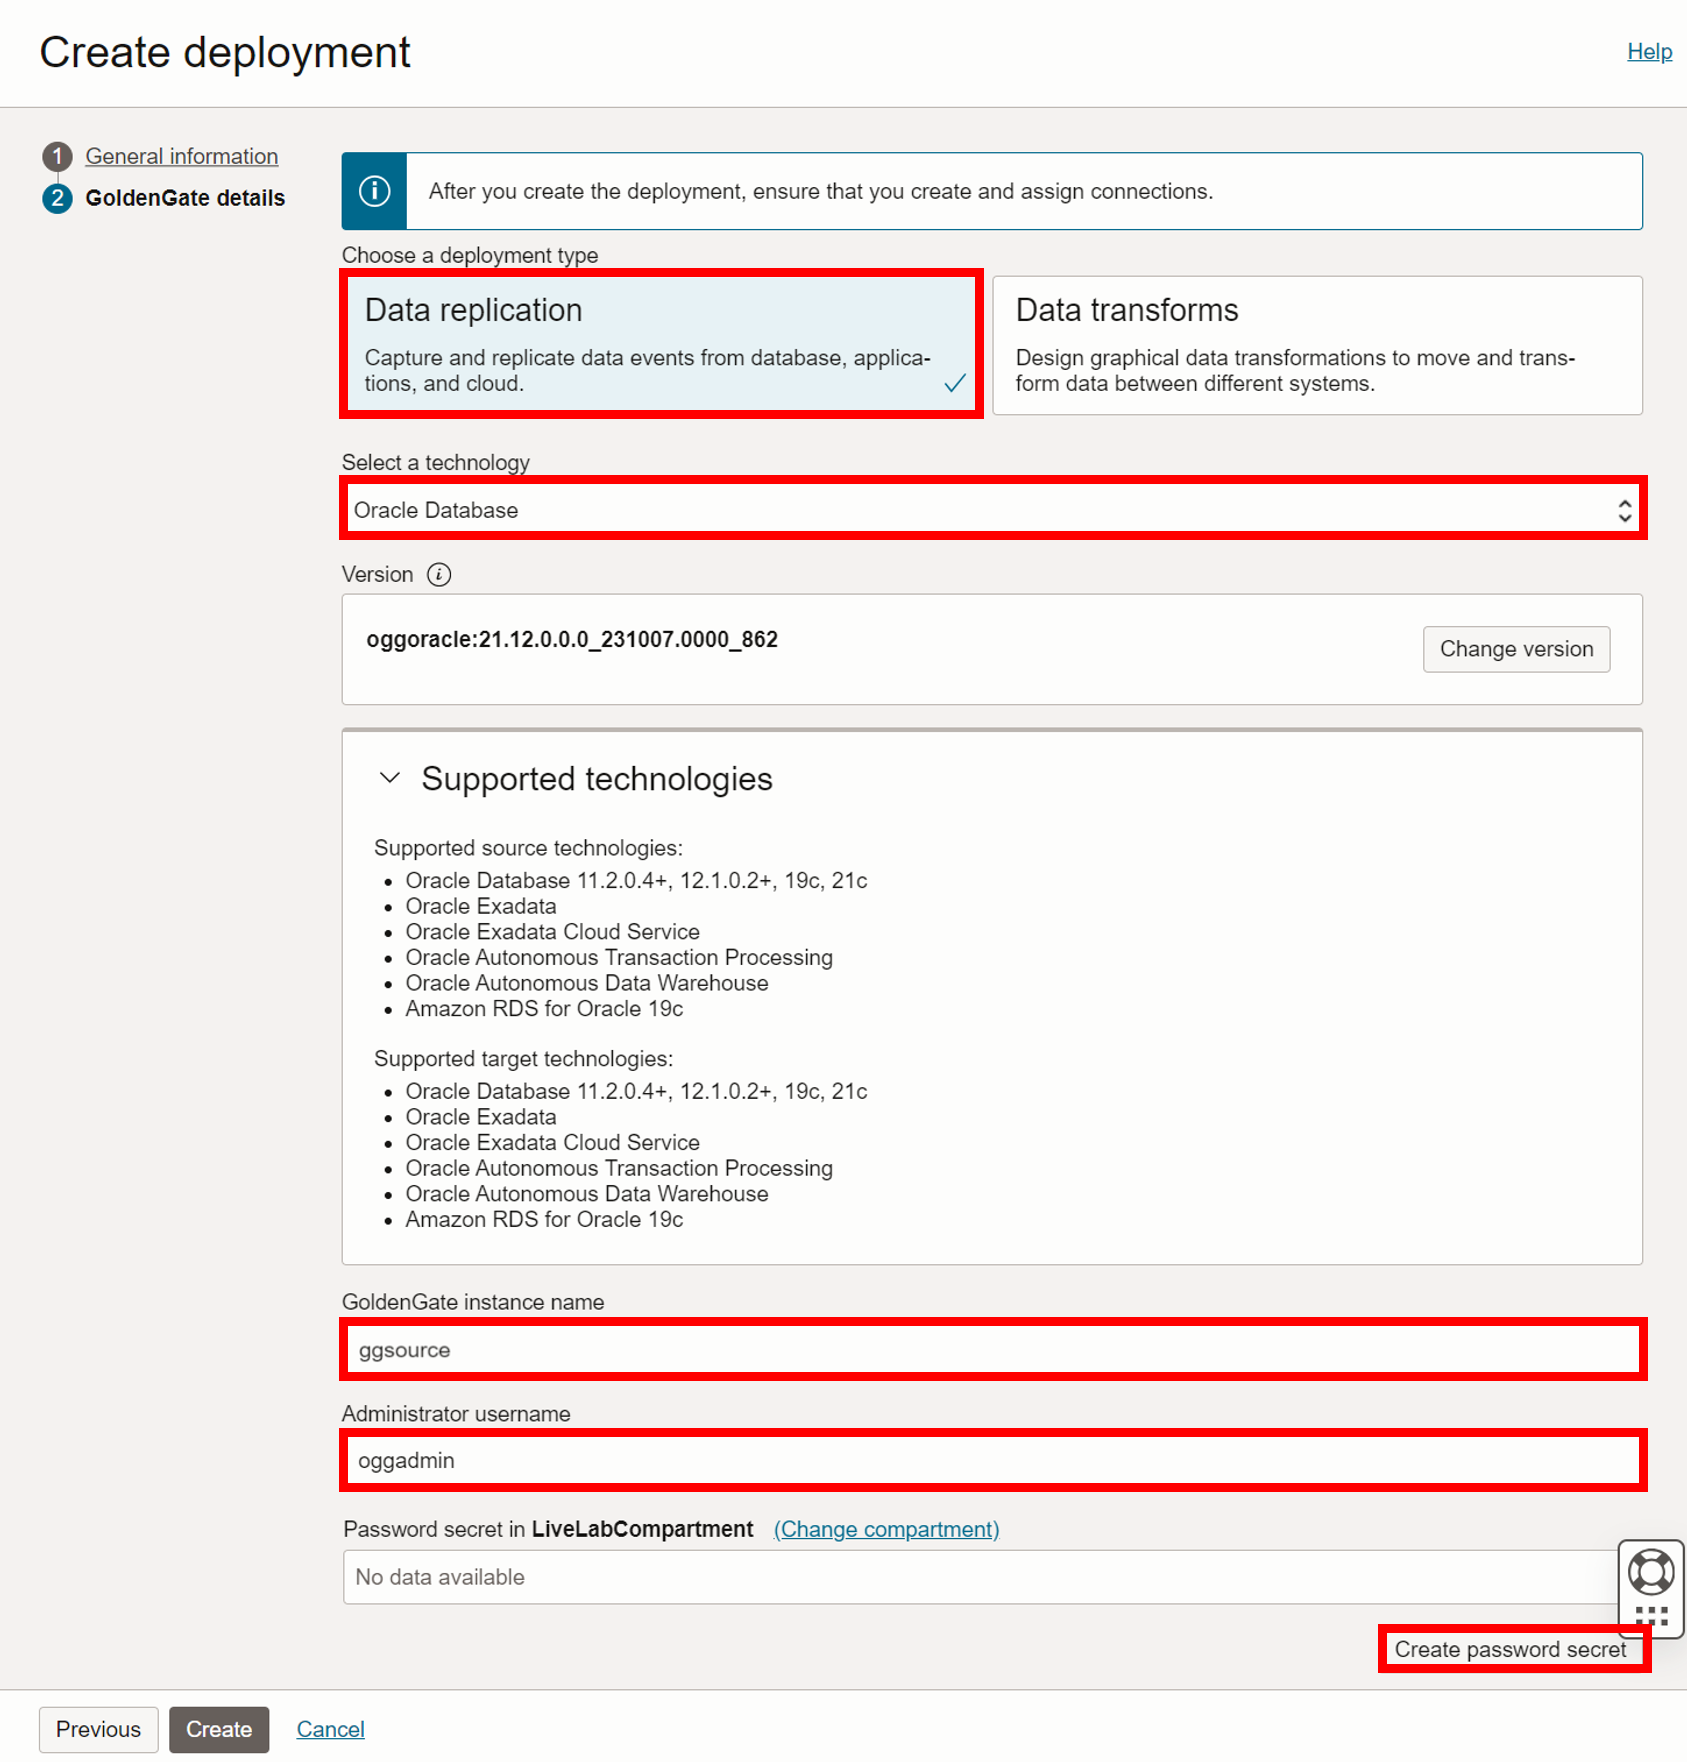 Create deployment
Help
1 General information
2 GoldenGate details
After you create the deployment, ensure that you create and assign connections.
Choose a deployment type
Data replication
Capture and replicate data events from database, applica-
tions, and cloud.
Data transforms
Design graphical data transformations to move and trans-
form data between different systems.
Select a technology
Oracle Database
Version
oggoracle:21.12.0.0.0_231007.0000_862
Change version
Supported technologies
Supported source technologies:
• Oracle Database 11.2.0.4+, 12.1.0.2+, 19c, 21c
• Oracle Exadata
• Oracle Exadata Cloud Service
• Oracle Autonomous Transaction Processing
• Oracle Autonomous Data Warehouse
• Amazon RDS for Oracle 19c
Supported target technologies:
• Oracle Database 11.2.0.4+, 12.1.0.2+, 19c, 21c
• Oracle Exadata
• Oracle Exadata Cloud Service
• Oracle Autonomous Transaction Processing
• Oracle Autonomous Data Warehouse
• Amazon RDS for Oracle 19c
GoldenGate instance name
ggsource
Administrator username
oggadmin
Password secret in LiveLabCompartment (Change compartment)
No data available
Create password secret
Previous
Create
Cancel